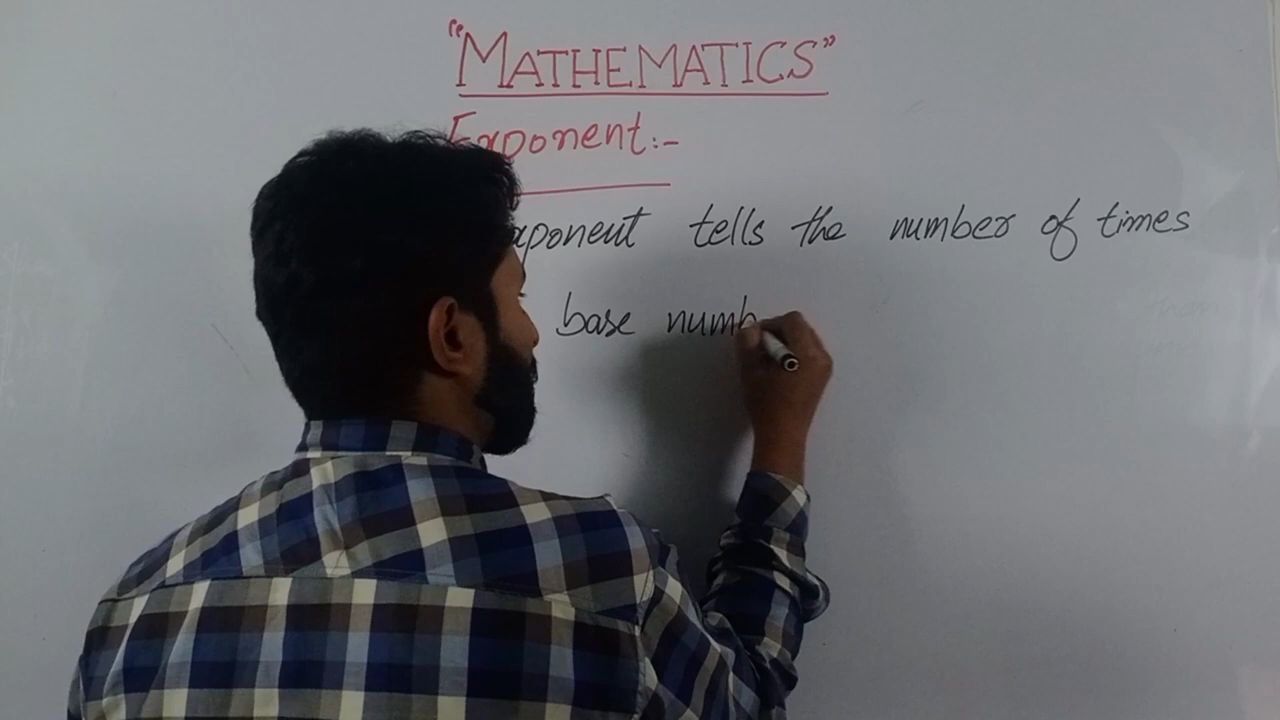 "MATHEMATICS"
Exponent:-
xponent tells the number of times
base numb